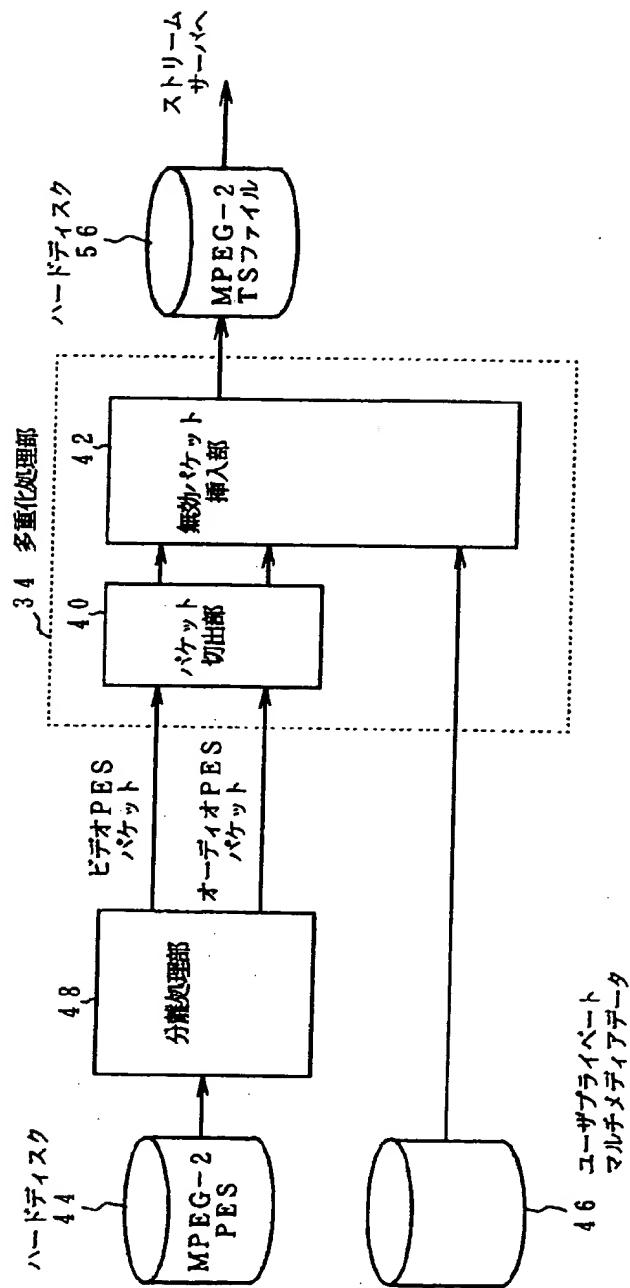 ハードディスク
44
MPEG-2
PES
48
分離処理部
ビデオPES
パケット
オーディオPES
パケット
34 多重化処理部
40
パケット
切出部
42
無効パケット
挿入部
ハードディスク
56
MPEG-2
TSファイル
ストリーム
サーバへ
46
ユーザプライベート
マルチメディアデータ